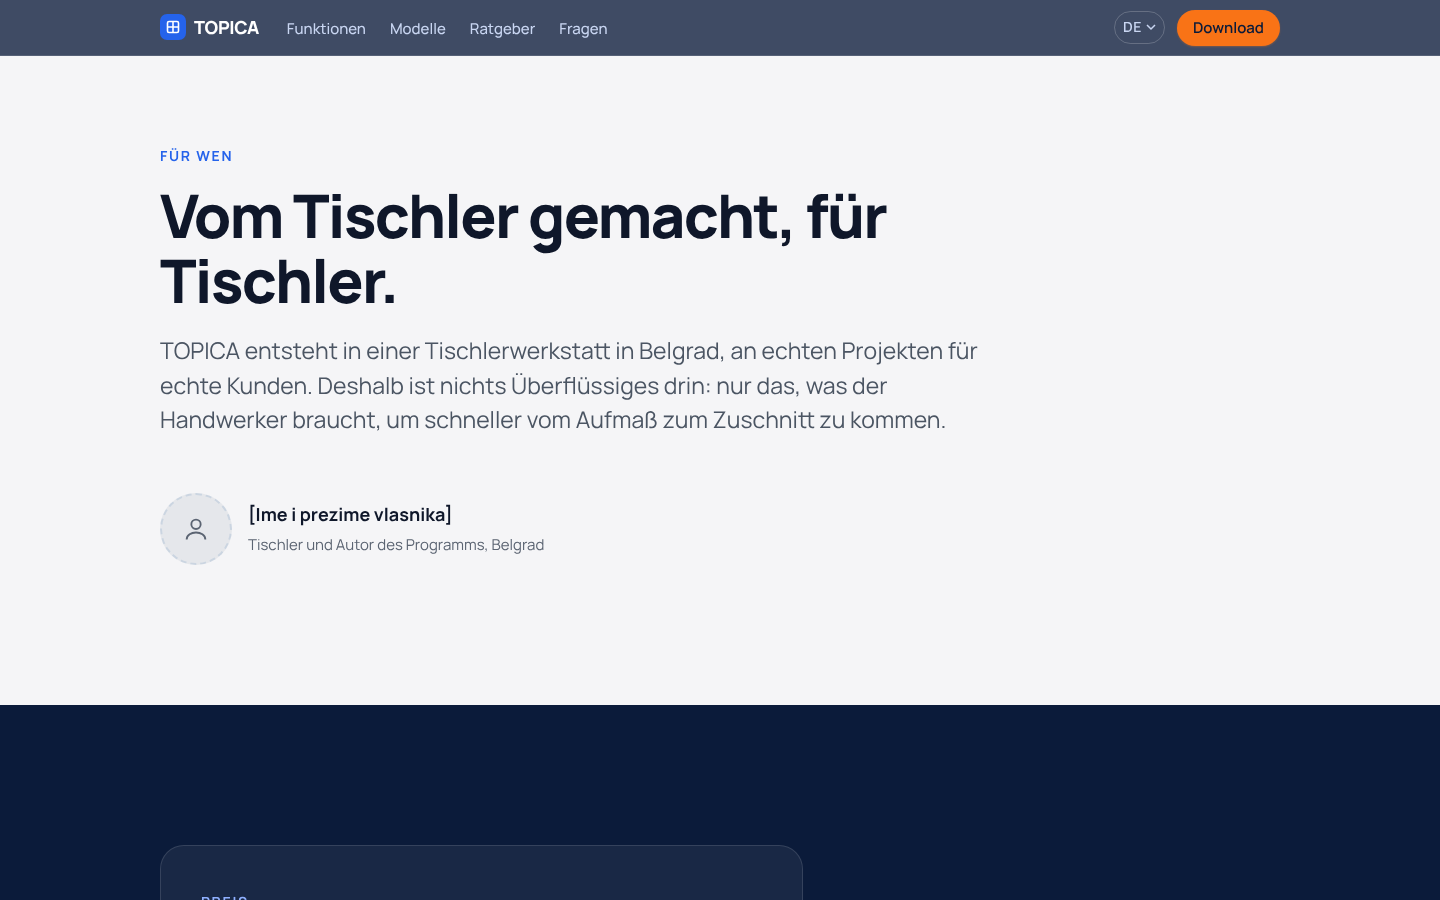 TOPICA
Funktionen
Modelle
Ratgeber
Fragen
DE
Download
FÜR WEN
Vom Tischler gemacht, für
Tischler.
TOPICA entsteht in einer Tischlerwerkstatt in Belgrad, an echten Projekten für
echte Kunden. Deshalb ist nichts Überflüssiges drin: nur das, was der
Handwerker braucht, um schneller vom Aufmaß zum Zuschnitt zu kommen.
[Ime i prezime vlasnika]
Tischler und Autor des Programms, Belgrad
PREIS